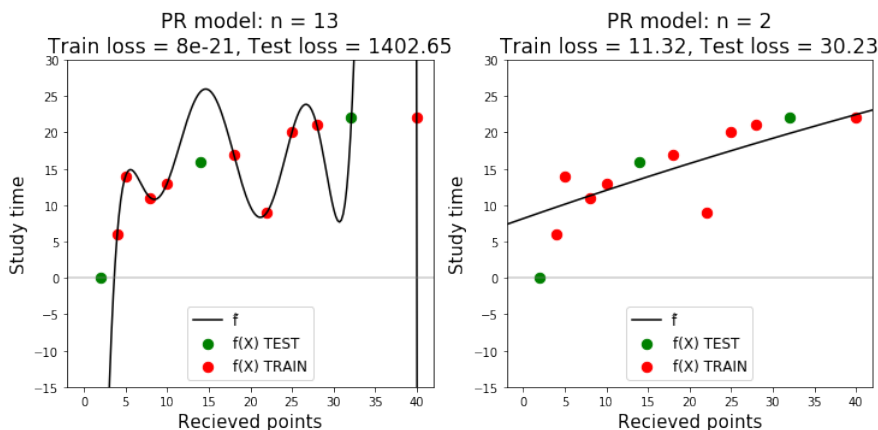 PR model: n = 13
Train loss = 8e-21, Test loss = 1402.65
30
25
20
15
10
5
0
−5
−10
−15
Study time
0
5
10
15
20
25
30
35
40
Recieved points
f
f(X) TEST
f(X) TRAIN
PR model: n = 2
Train loss = 11.32, Test loss = 30.23
30
25
20
15
10
5
0
−5
−10
−15
Study time
0
5
10
15
20
25
30
35
40
Recieved points
f
f(X) TEST
f(X) TRAIN